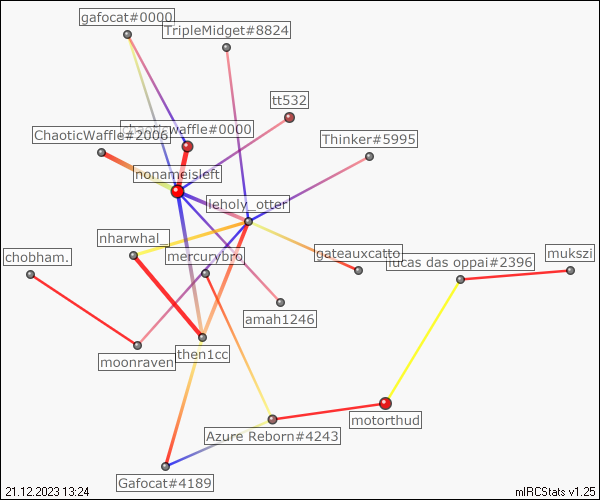 gafocat#0000
TripleMidget#8824
tt532
chaoticwaffle#0000
ChaoticWaffle#2006
Thinker#5995
nonameisleft
leholy_otter
nharwhal_
mercurybro
gateauxcatto
lucas das oppai#2396
mukszi
chobham.
amah1246
moonraven
then1cc
motorthud
Azure Reborn#4243
Gafocat#4189
21.12.2023 13:24
mIRCStats v1.25